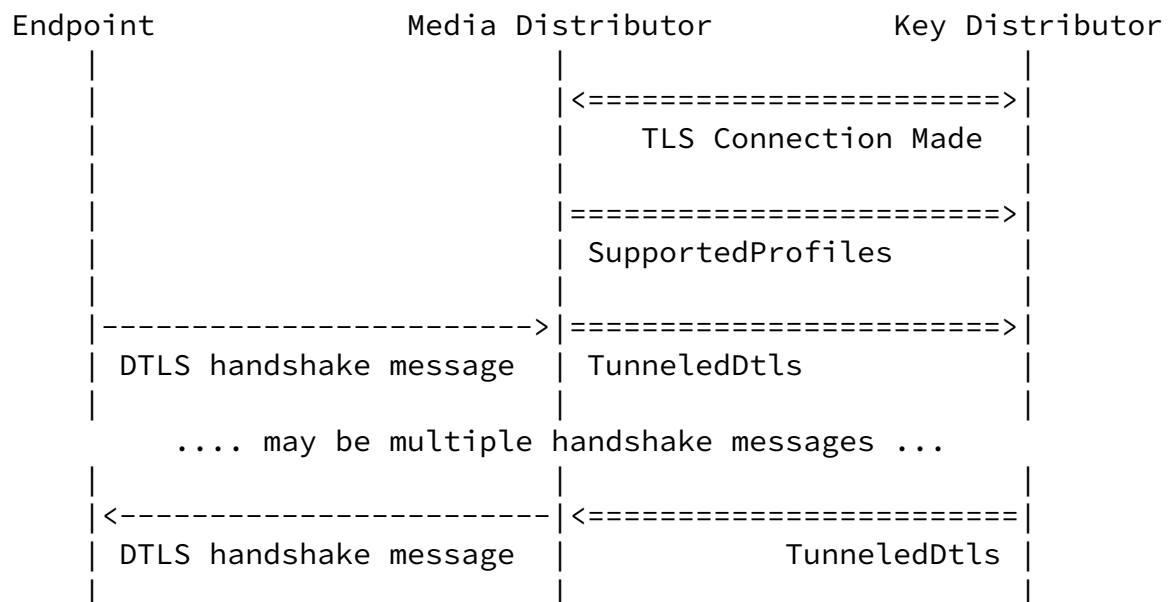 Endpoint Media Distributor Key Distributor
TLS Connection Made
SupportedProfiles
DTLS handshake message TunneledDtls
.... may be multiple handshake messages ...
DTLS handshake message TunneledDtls